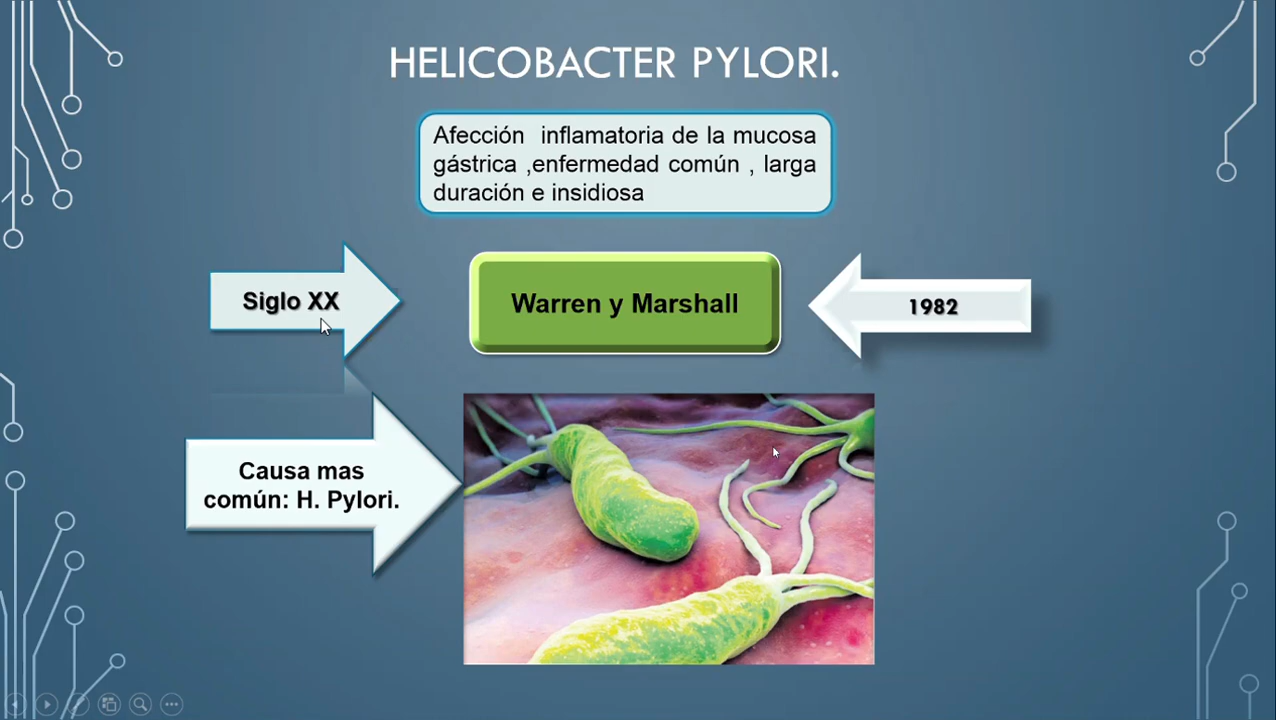 HELICOBACTER PYLORI.
Afección inflamatoria de la mucosa
gástrica ,enfermedad común , larga
duración e insidiosa
Siglo XX
Warren y Marshall
1982
Causa mas
común: H. Pylori.